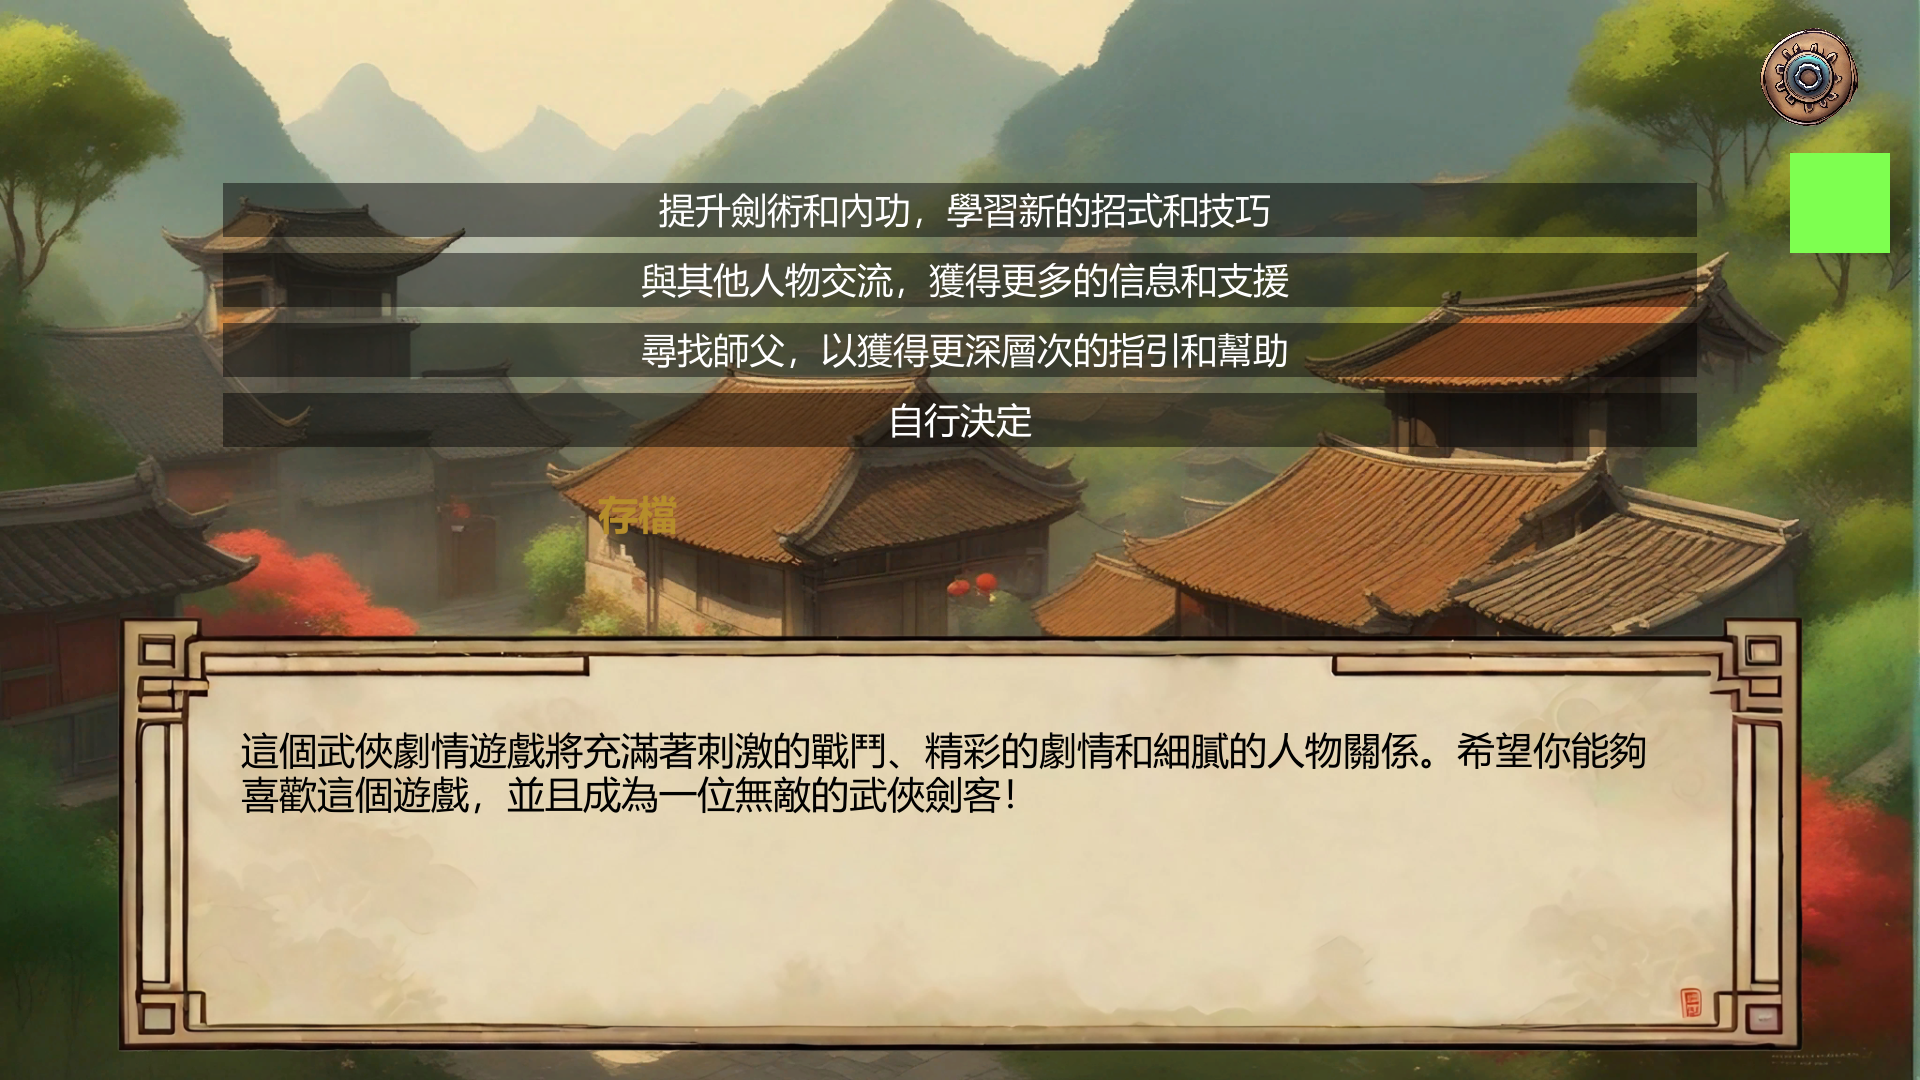 提升劍術和內功，學習新的招式和技巧
與其他人物交流，獲得更多的信息和支援
尋找師父，以獲得更深層次的指引和幫助
自行決定
存檔
這個武俠劇情遊戲將充滿著刺激的戰鬥、精彩的劇情和細膩的人物關係。希望你能夠
喜歡這個遊戲，並且成為一位無敵的武俠劍客！